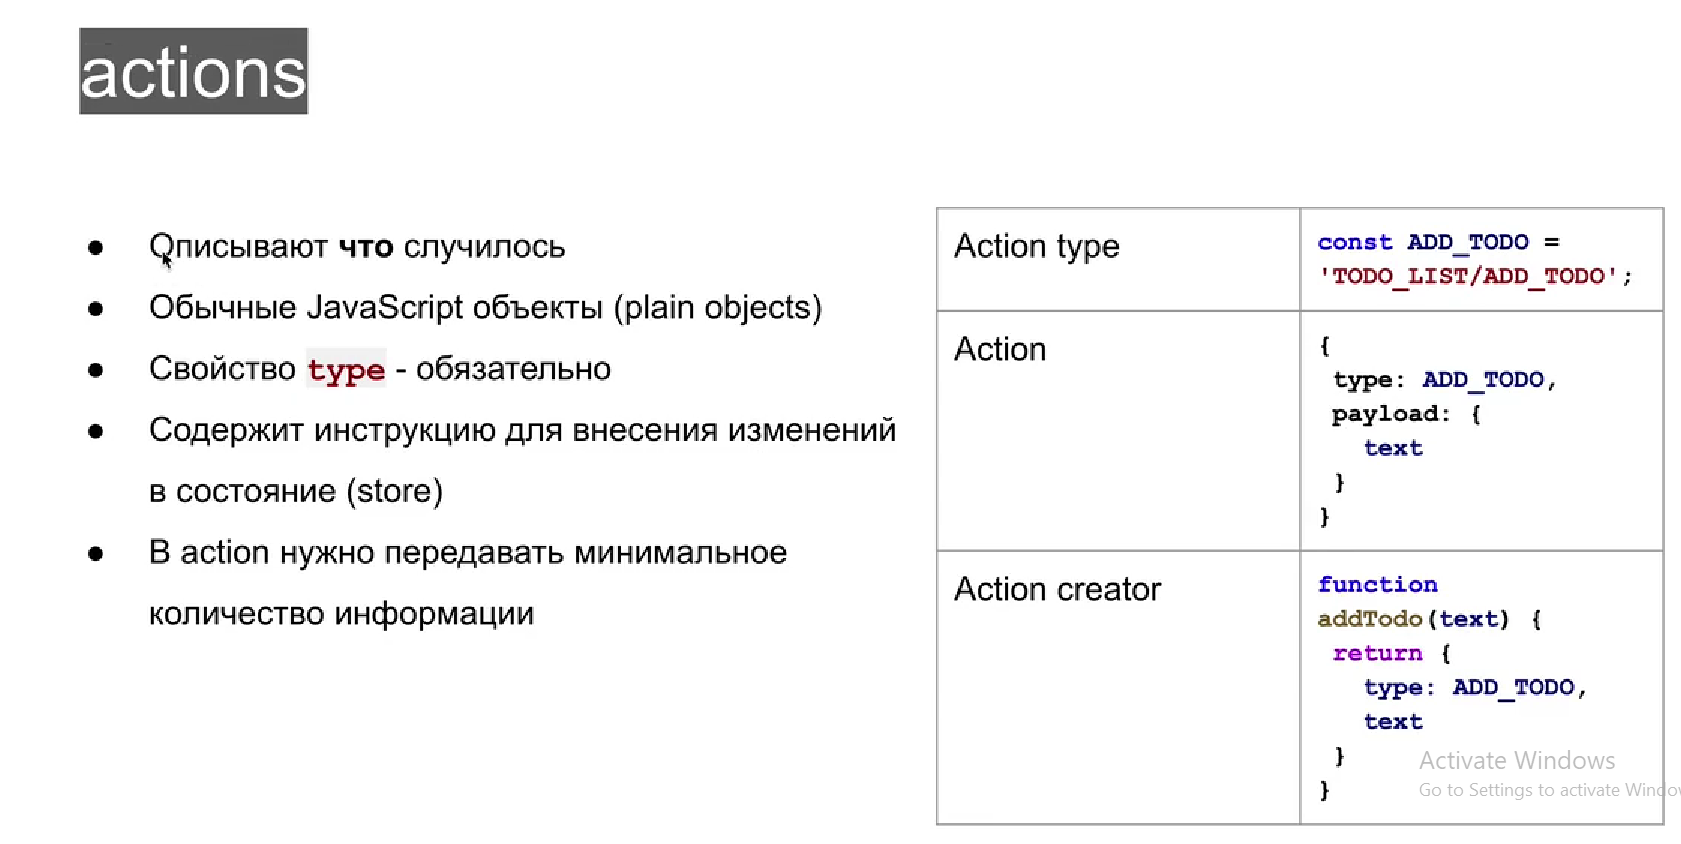 actions
Описывают что случилось
Обычные JavaScript объекты (plain objects)
Свойство type - обязательно
Содержит инструкцию для внесения изменений
в состояние (store)
В action нужно передавать минимальное
количество информации
Action type
const ADD_TODO =
'TODO_LIST/ADD_TODO';
Action
{
type: ADD_TODO,
payload: {
text
}
}
Action creator
function
addTodo(text) {
return {
type: ADD_TODO,
text
}
}
Activate Windows
Go to Settings to activate Windo